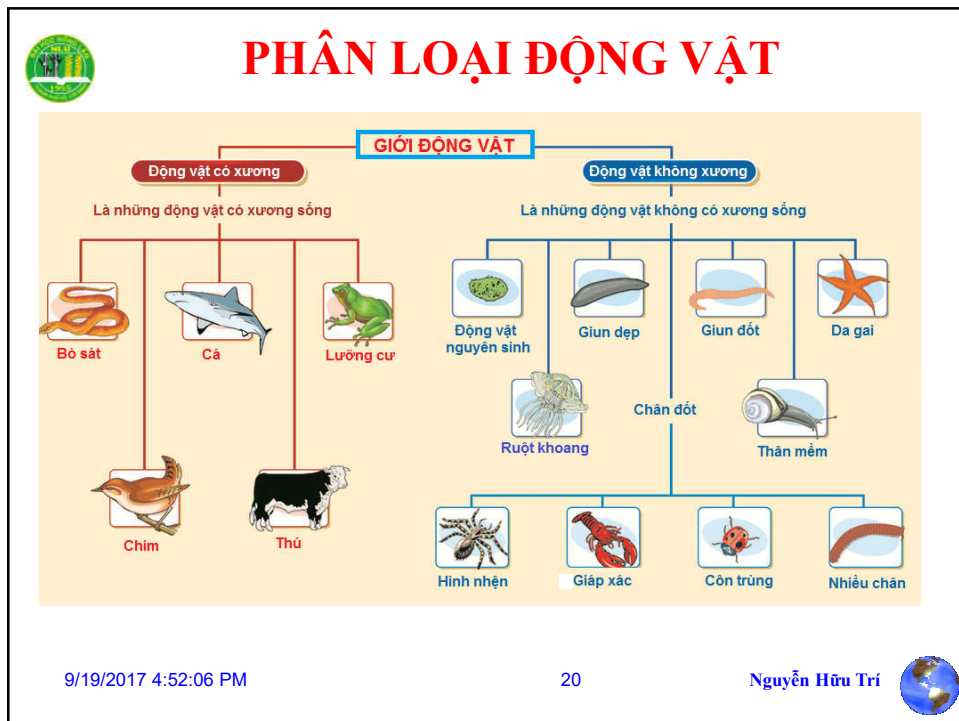 PHÂN LOẠI ĐỘNG VẬT
GIỚI ĐỘNG VẬT
Động vật có xương
Động vật không xương
Là những động vật có xương sống
Là những động vật không có xương sống
Bò sát
Cá
Lưỡng cư
Động vật
nguyên sinh
Giun dẹp
Giun đốt
Da gai
Ruột khoang
Chân đốt
Thân mềm
Chim
Thú
Hình nhện
Giáp xác
Côn trùng
Nhiều chân
9/19/2017 4:52:06 PM
20
Nguyễn Hữu Trí